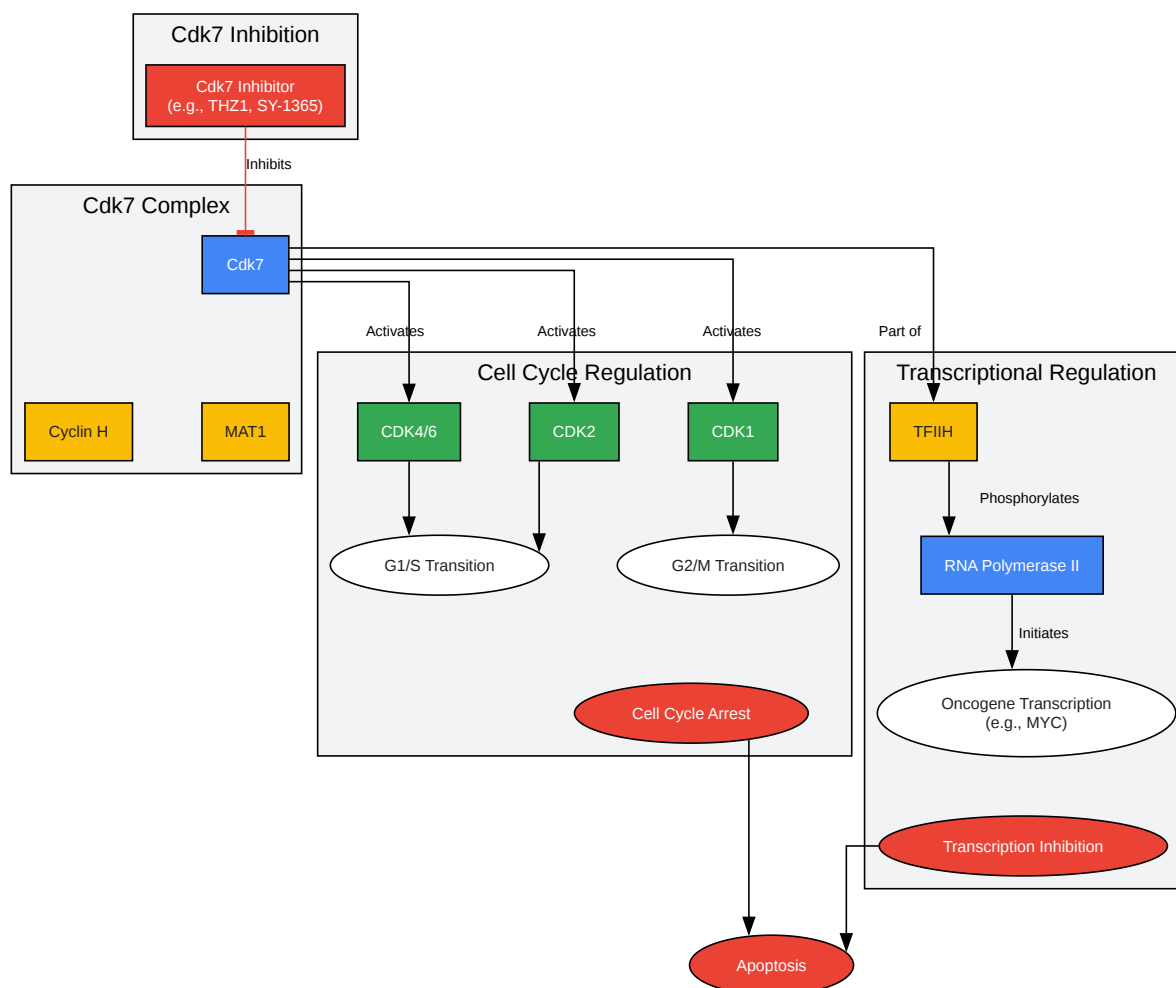 Cdk7 Inhibition
Cdk7 Inhibitor
(e.g., THZ1, SY-1365)
Inhibits
Cdk7 Complex
Cdk7
Cyclin H
MAT1
Activates
Activates
Activates
Part of
Cell Cycle Regulation
CDK4/6
CDK2
CDK1
G1/S Transition
G2/M Transition
Cell Cycle Arrest
Transcriptional Regulation
TFIIH
Phosphorylates
RNA Polymerase II
Initiates
Oncogene Transcription
(e.g., MYC)
Transcription Inhibition
Apoptosis